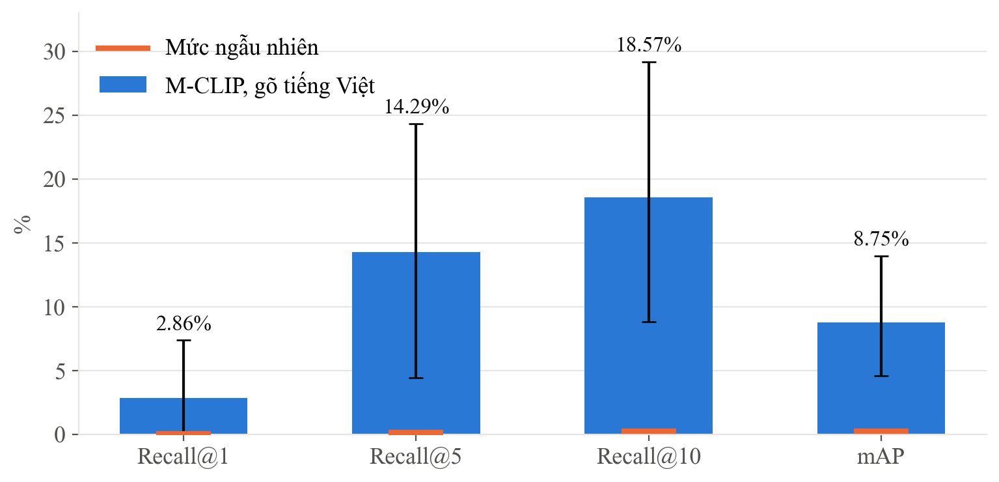 Mức ngẫu nhiên
M-CLIP, gõ tiếng Việt
30
25
20
15
10
5
0
%
2.86%
14.29%
18.57%
8.75%
Recall@1
Recall@5
Recall@10
mAP